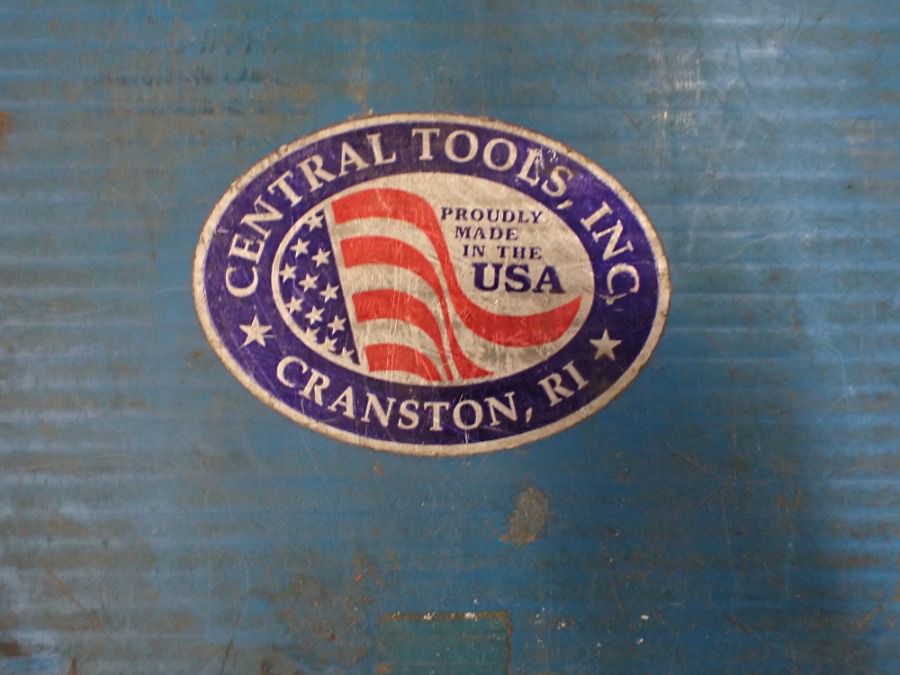 CENTRAL TOOLS, INC
PROUDLY
MADE
IN THE
USA
CRANSTON, RI